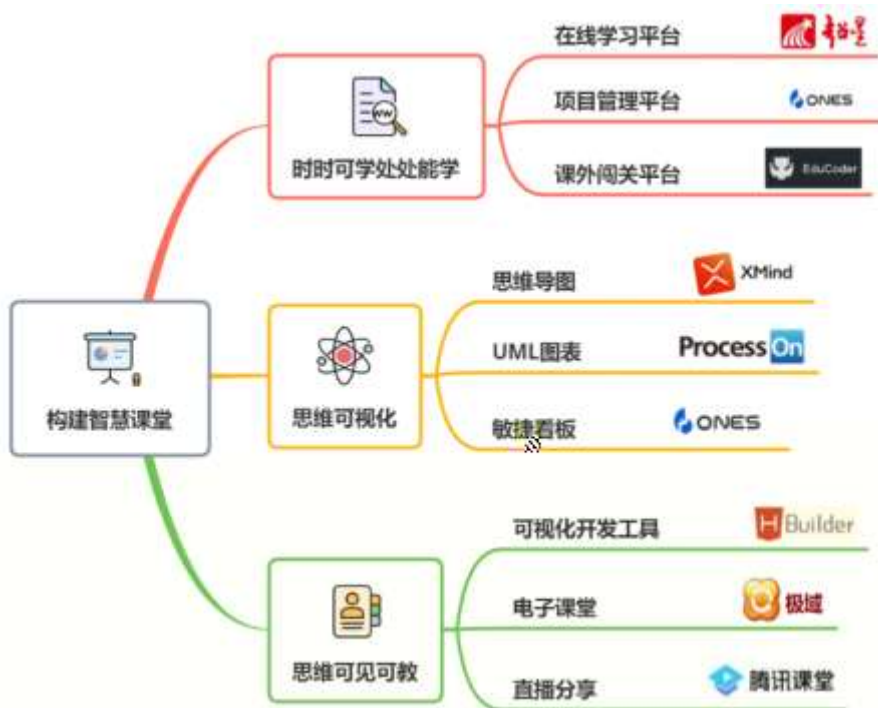 在线学习平台
项目管理平台
ONES
课外闯关平台
EduCoder
时时可学处处能学
思维导图
XMind
UML图表
ProcessOn
敏捷看板
ONES
思维可视化
构建智慧课堂
可视化开发工具
HBuilder
电子课堂
极域
直播分享
腾讯课堂
思维可见可教